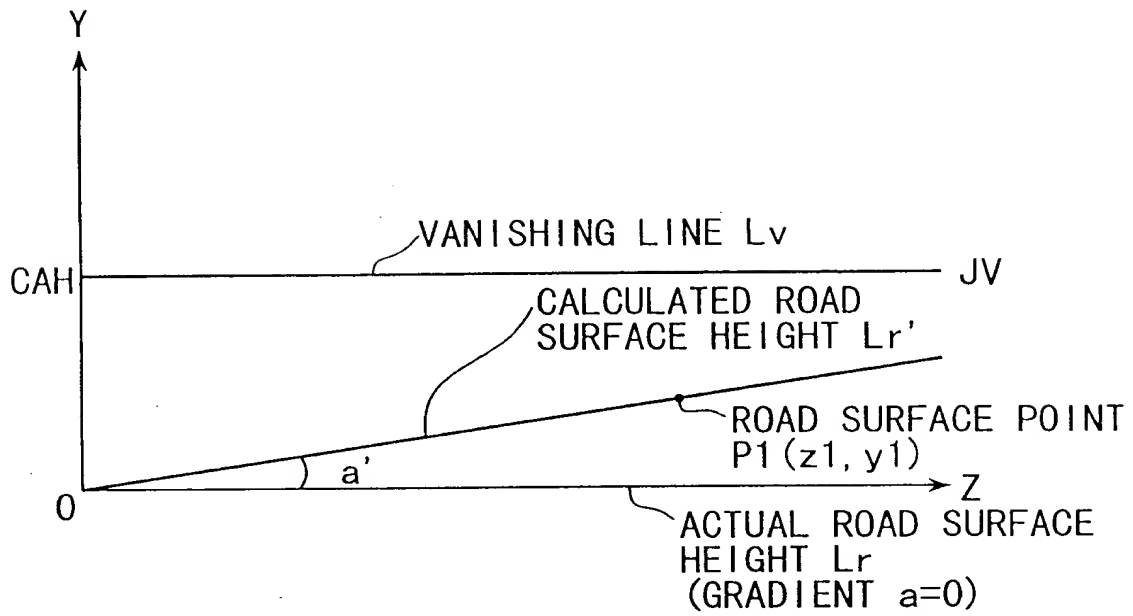 Y
VANISHING LINE Lv
CAH
JV
CALCULATED ROAD
SURFACE HEIGHT Lr'
ROAD SURFACE POINT
P1(z1, y1)
a'
0
Z
ACTUAL ROAD SURFACE
HEIGHT Lr
(GRADIENT a=0)